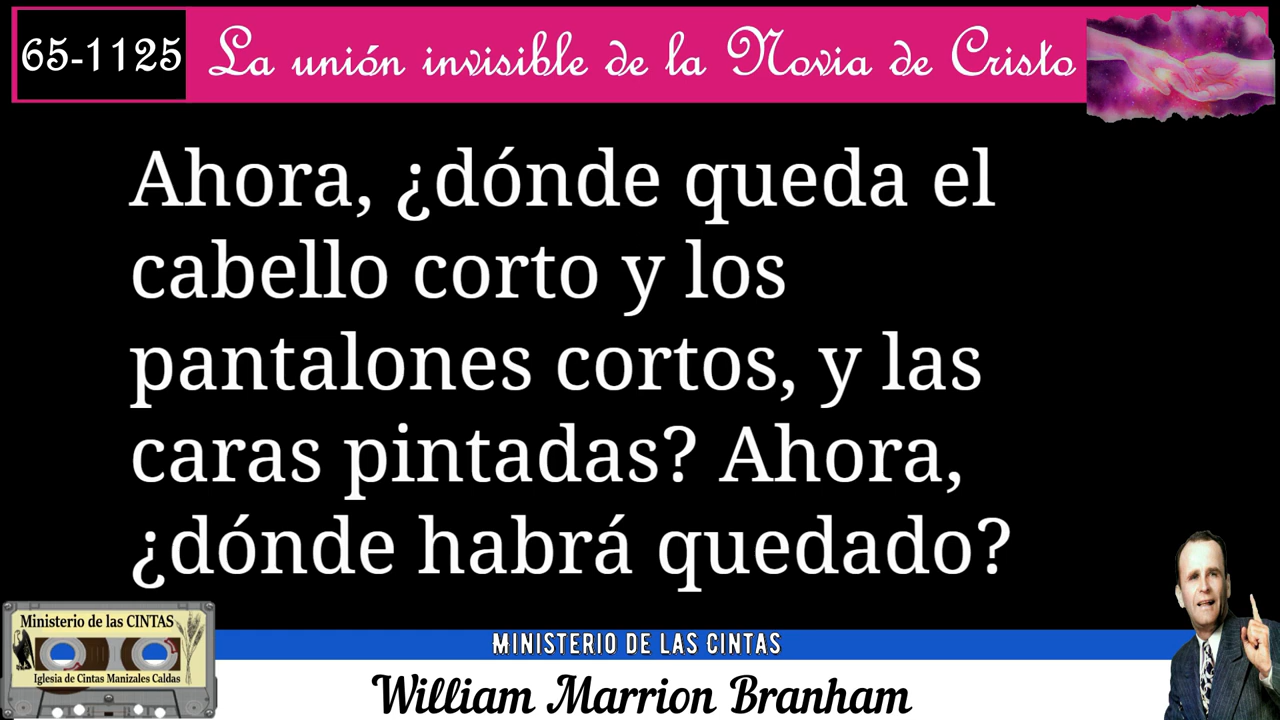 65-1125 La unión invisible de la Novia de Cristo
Ahora, ¿dónde queda el
cabello corto y los
pantalones cortos, y las
caras pintadas? Ahora,
¿dónde habrá quedado?
Ministerio de las CINTAS
Iglesia de Cintas Manizales Caldas
MINISTERIO DE LAS CINTAS
William Marrion Branham